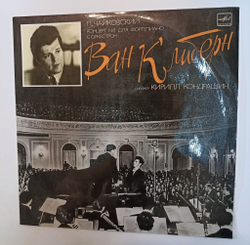 П. ЧАЙКОВСКИЙ
КОНЦЕРТ №1 ДЛЯ ФОРТЕПИАНО
С ОРКЕСТРОМ
Ван Клиберн
КИРИЛЛ КОНДРАШИН